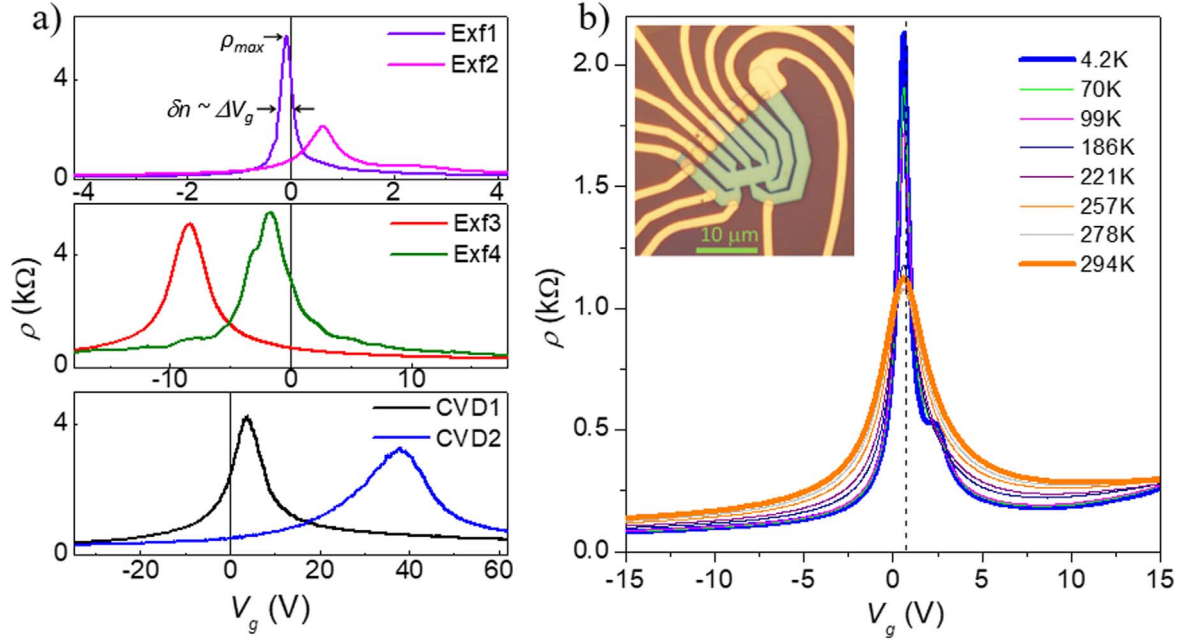 a)
Exf1
Exf2
ρmax
δn ~ ΔVg
4
0
-4 -2 0 2 4
Exf3
Exf4
4
0
-10 0 10
CVD1
CVD2
4
0
-20 0 20 40 60
ρ (kΩ)
Vg (V)
b)
4.2K
70K
99K
186K
221K
257K
278K
294K
10 µm
2.0
1.5
1.0
0.5
0.0
-15 -10 -5 0 5 10 15
ρ (kΩ)
Vg (V)